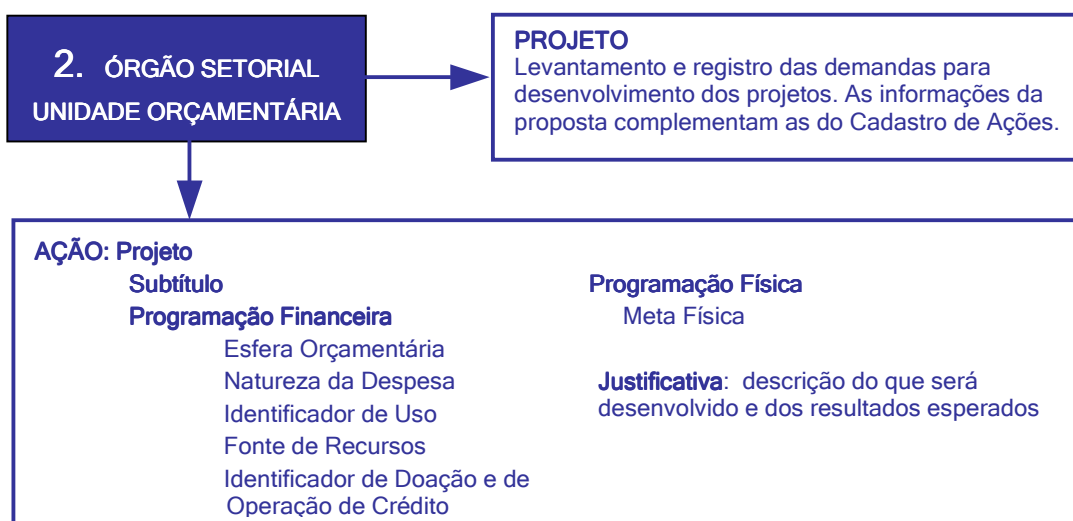 2. ÓRGÃO SETORIAL
UNIDADE ORÇAMENTÁRIA
PROJETO
Levantamento e registro das demandas para
desenvolvimento dos projetos. As informações da
proposta complementam as do Cadastro de Ações.
AÇÃO: Projeto
Subtítulo
Programação Financeira
Esfera Orçamentária
Natureza da Despesa
Identificador de Uso
Fonte de Recursos
Identificador de Doação e de
Operação de Crédito
Programação Física
Meta Física
Justificativa: descrição do que será
desenvolvido e dos resultados esperados